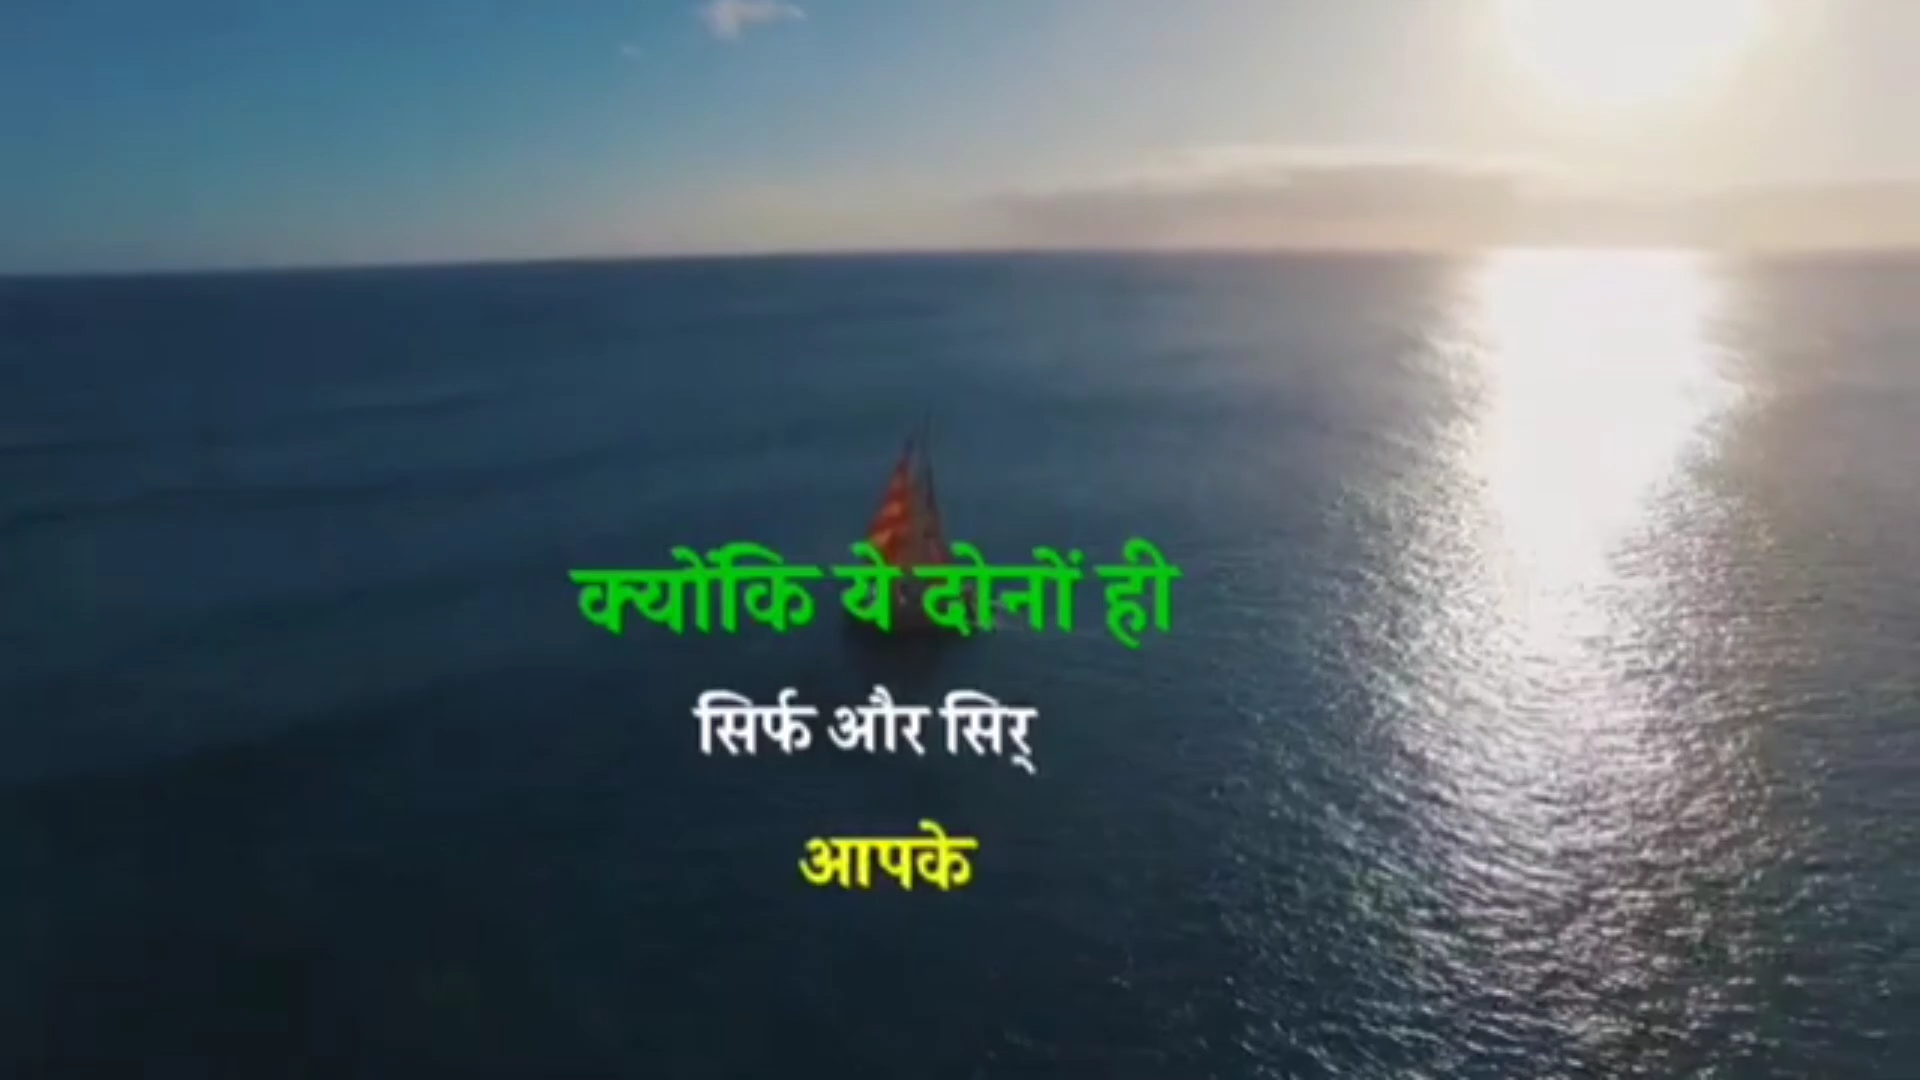 क्योंकि ये दोनों ही
सिर्फ और सिर्
आपके